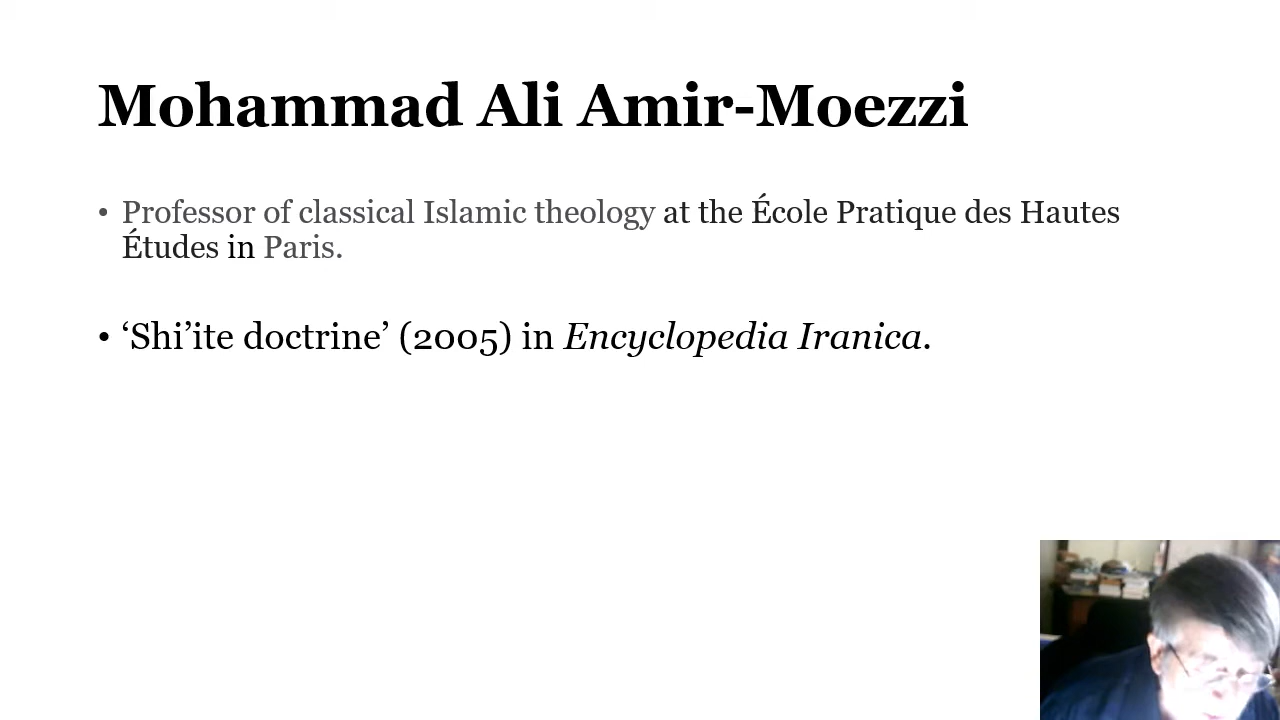 Mohammad Ali Amir-Moezzi
• Professor of classical Islamic theology at the École Pratique des Hautes
Études in Paris.
• ‘Shi’ite doctrine’ (2005) in Encyclopedia Iranica.